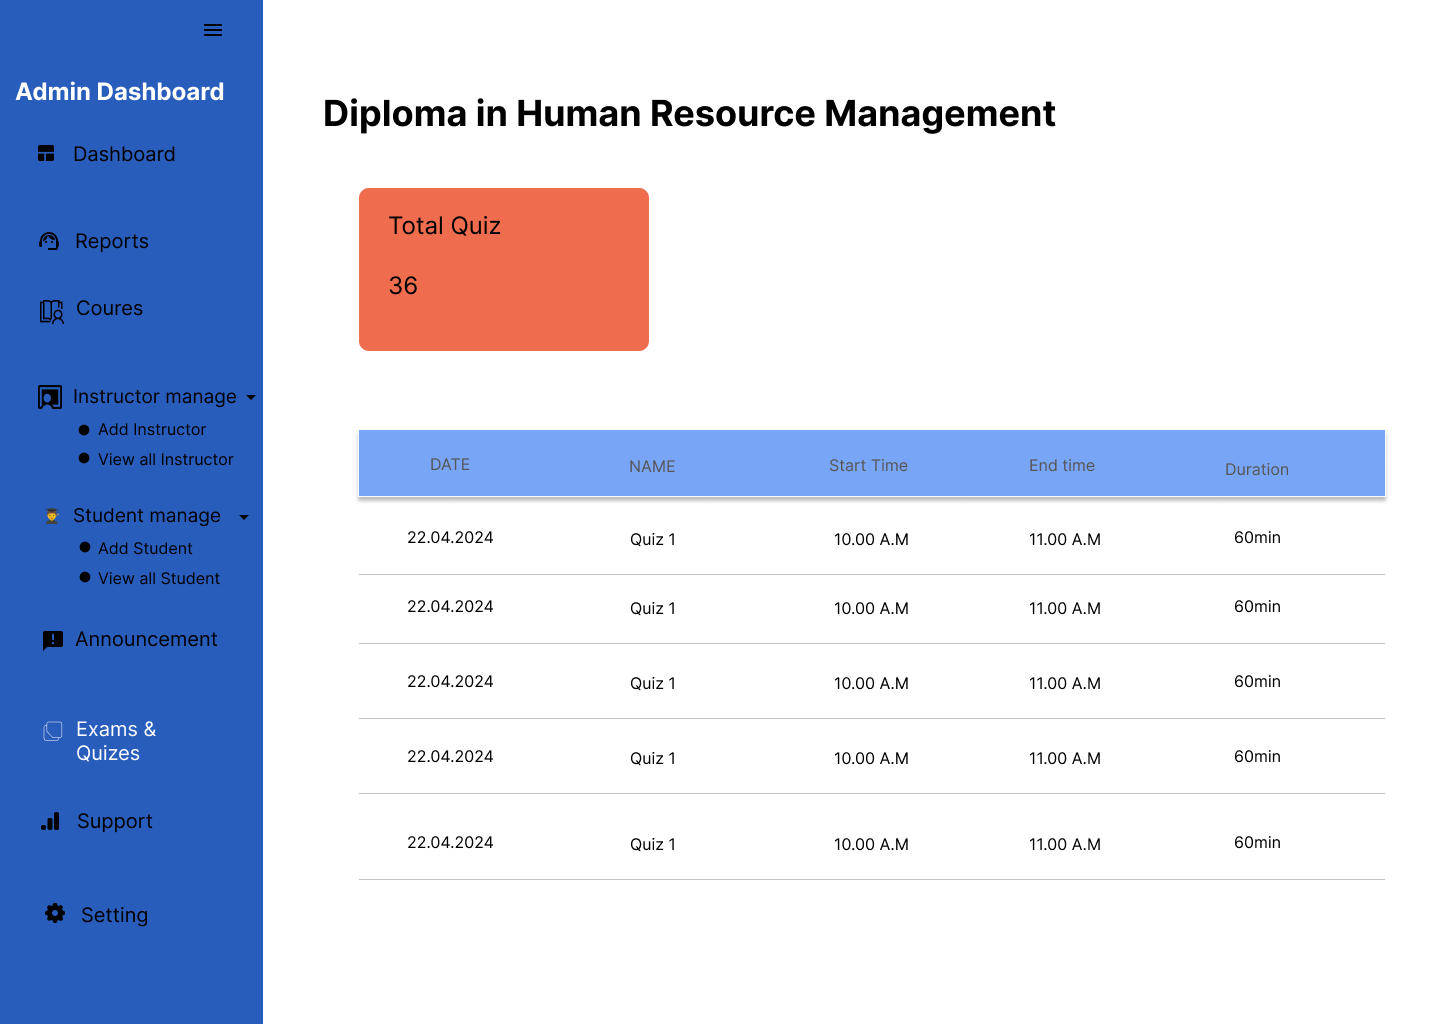 Admin Dashboard
Dashboard
Reports
Coures
Instructor manage
Add Instructor
View all Instructor
Student manage
Add Student
View all Student
Announcement
Exams &
Quizes
Support
Setting
Diploma in Human Resource Management
Total Quiz
36
DATE NAME Start Time End time Duration
22.04.2024 Quiz 1 10.00 A.M 11.00 A.M 60min
22.04.2024 Quiz 1 10.00 A.M 11.00 A.M 60min
22.04.2024 Quiz 1 10.00 A.M 11.00 A.M 60min
22.04.2024 Quiz 1 10.00 A.M 11.00 A.M 60min
22.04.2024 Quiz 1 10.00 A.M 11.00 A.M 60min